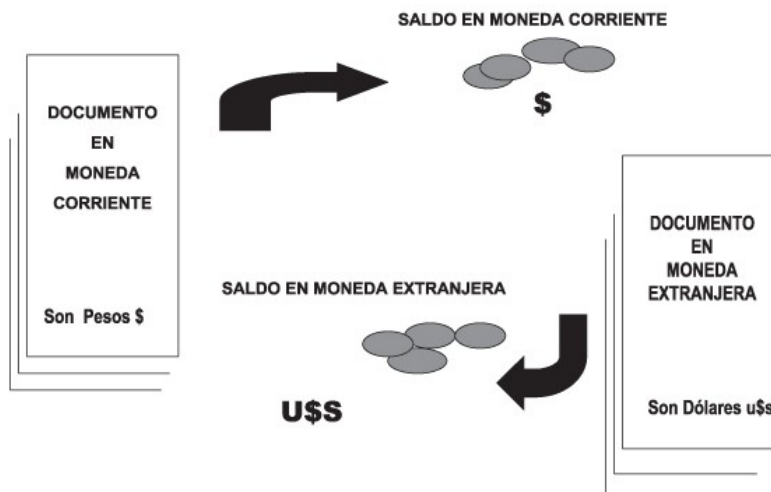 SALDO EN MONEDA CORRIENTE
$
DOCUMENTO
EN
MONEDA
CORRIENTE
Son Pesos $
SALDO EN MONEDA EXTRANJERA
U$S
DOCUMENTO
EN
MONEDA
EXTRANJERA
Son Dólares u$s